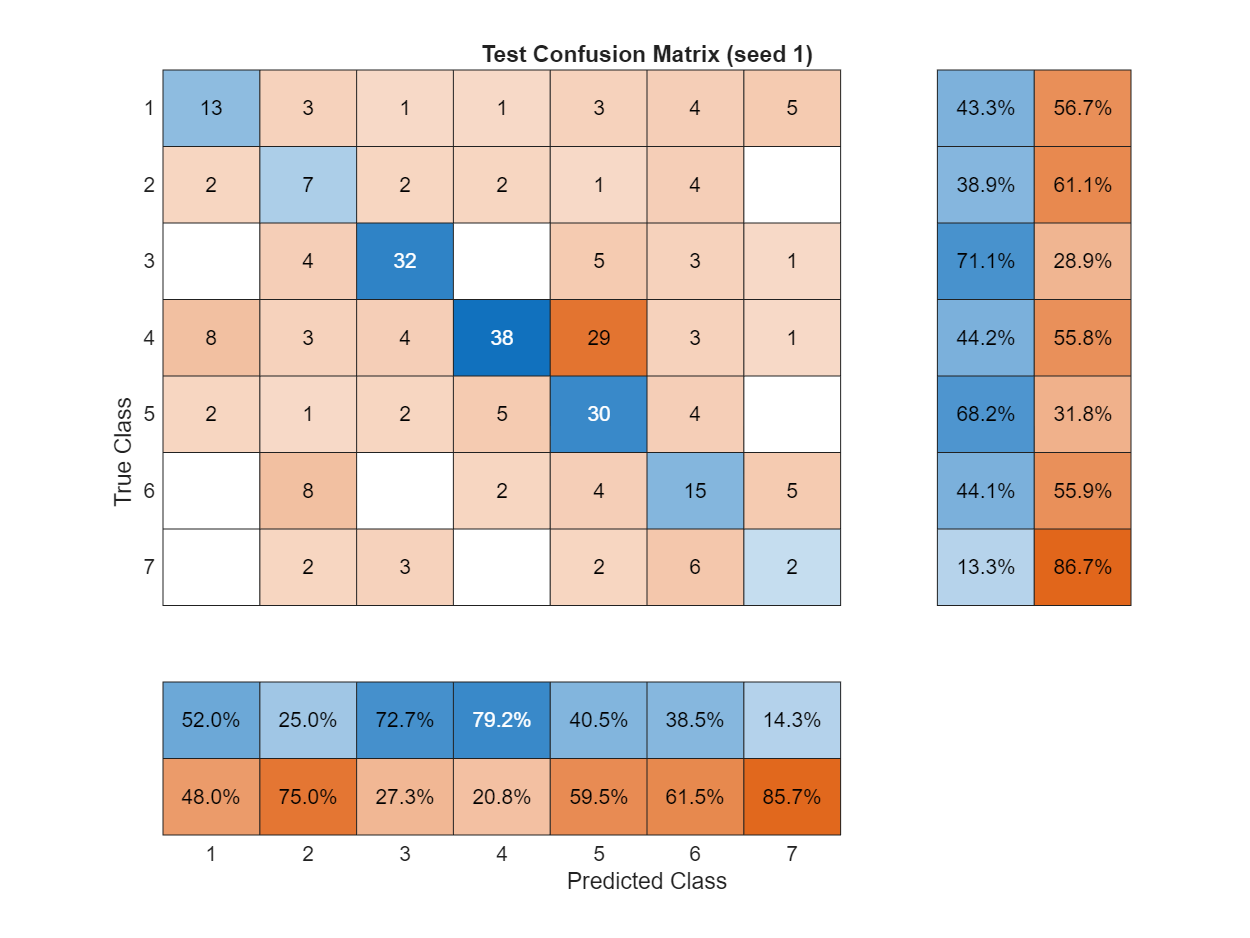 Test Confusion Matrix (seed 1)
1 13 3 1 1 3 4 5 43.3% 56.7%
2 2 7 2 2 1 4 38.9% 61.1%
3 4 32 5 3 1 71.1% 28.9%
4 8 3 4 38 29 3 1 44.2% 55.8%
5 2 1 2 5 30 4 68.2% 31.8%
6 8 2 4 15 5 44.1% 55.9%
7 2 3 2 6 2 13.3% 86.7%
True Class
52.0% 25.0% 72.7% 79.2% 40.5% 38.5% 14.3%
48.0% 75.0% 27.3% 20.8% 59.5% 61.5% 85.7%
1 2 3 4 5 6 7
Predicted Class